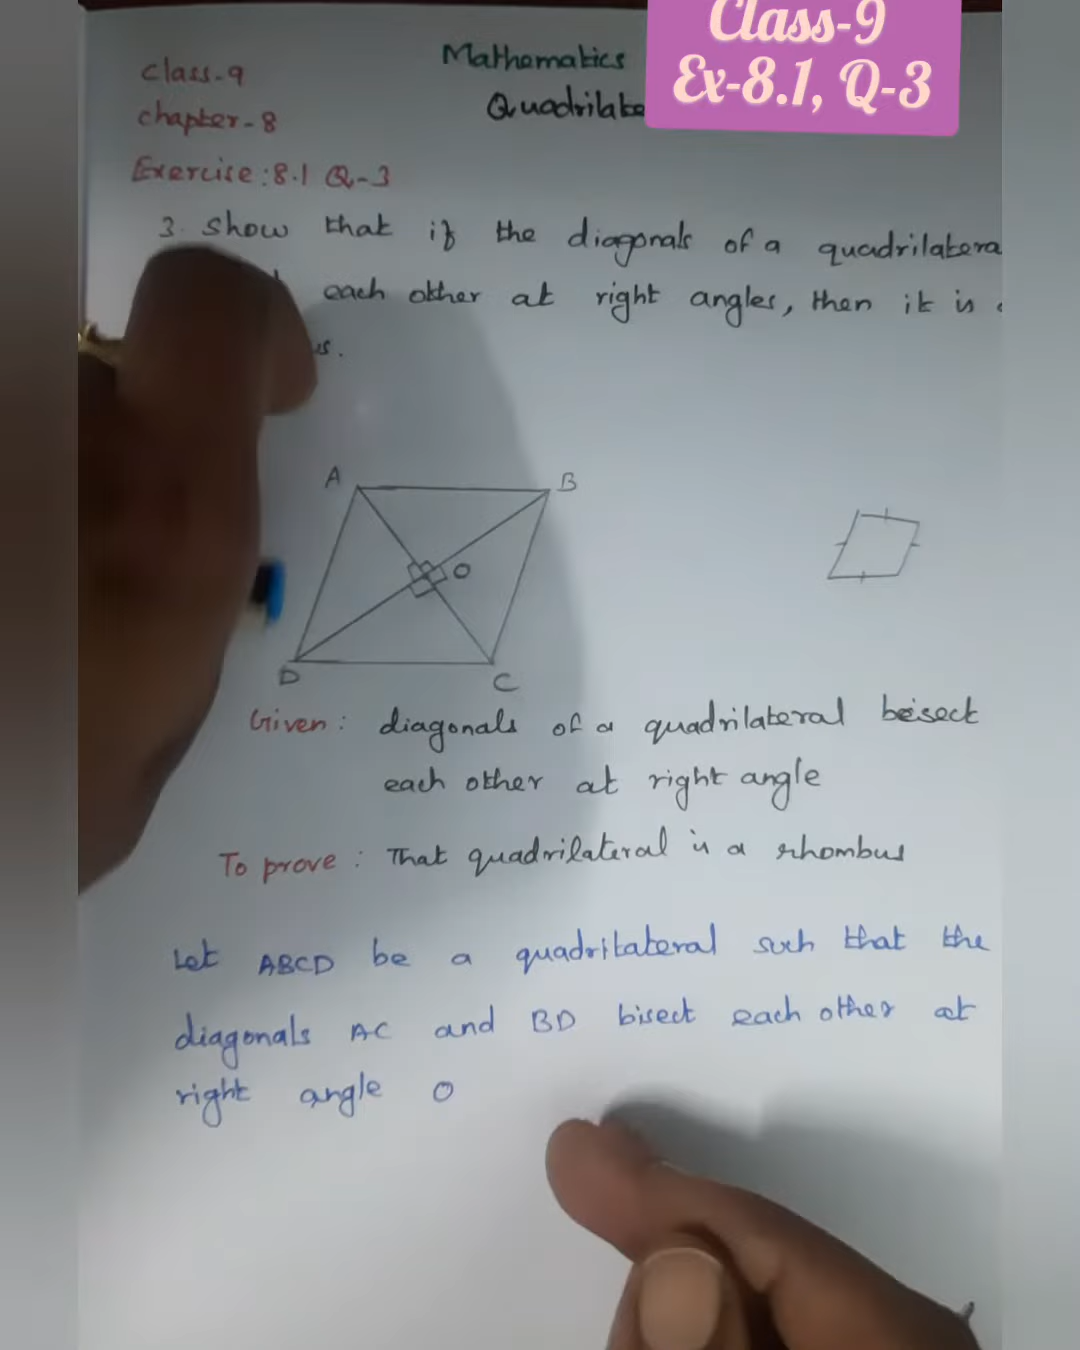 Class-9
Ex-8.1, Q-3
Mathematics
class-9
chapter-8
Exercise: 8.1 Q-3
3. Show that if the diagonals of a quadrilatera
each other at right angles, then it is
us.
A
B
O
D
C
Given: diagonals of a quadrilateral beisect
each other at right angle
To prove: That quadrilateral is a rhombus
Let ABCD be a quadrilateral such that the
diagonals AC and BD bisect each other at
right angle O